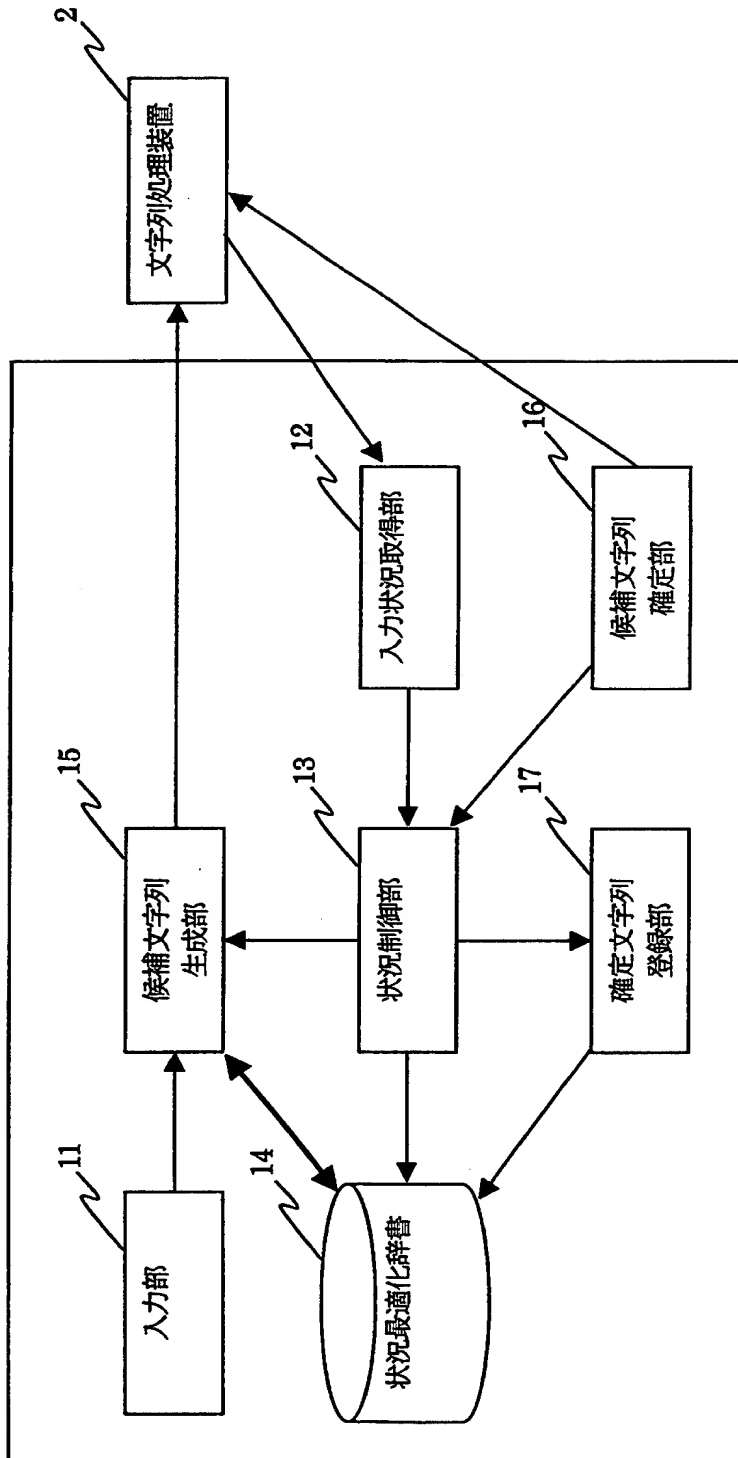 11
入力部
15
候補文字列
生成部
2
文字列処理装置
14
状況最適化辞書
13
状況制御部
12
入力状況取得部
17
確定文字列
登録部
16
候補文字列
確定部